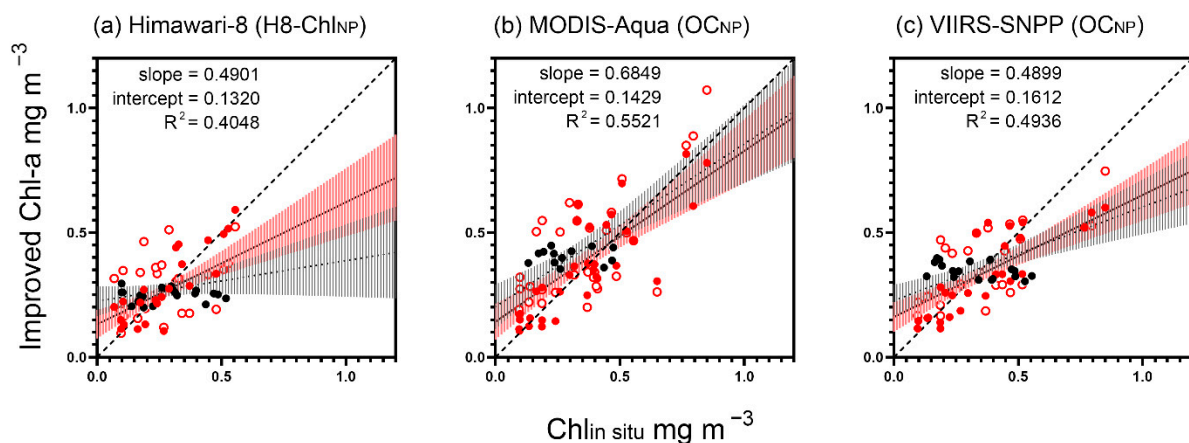 (a) Himawari-8 (H8-ChlNP)
(b) MODIS-Aqua (OCNP)
(c) VIIRS-SNPP (OCNP)
Improved Chl-a mg m⁻³
slope = 0.4901
intercept = 0.1320
R² = 0.4048
1.0
0.5
0.0
0.0 0.5 1.0
slope = 0.6849
intercept = 0.1429
R² = 0.5521
1.0
0.5
0.0
0.0 0.5 1.0
slope = 0.4899
intercept = 0.1612
R² = 0.4936
1.0
0.5
0.0
0.0 0.5 1.0
Chlin situ mg m⁻³